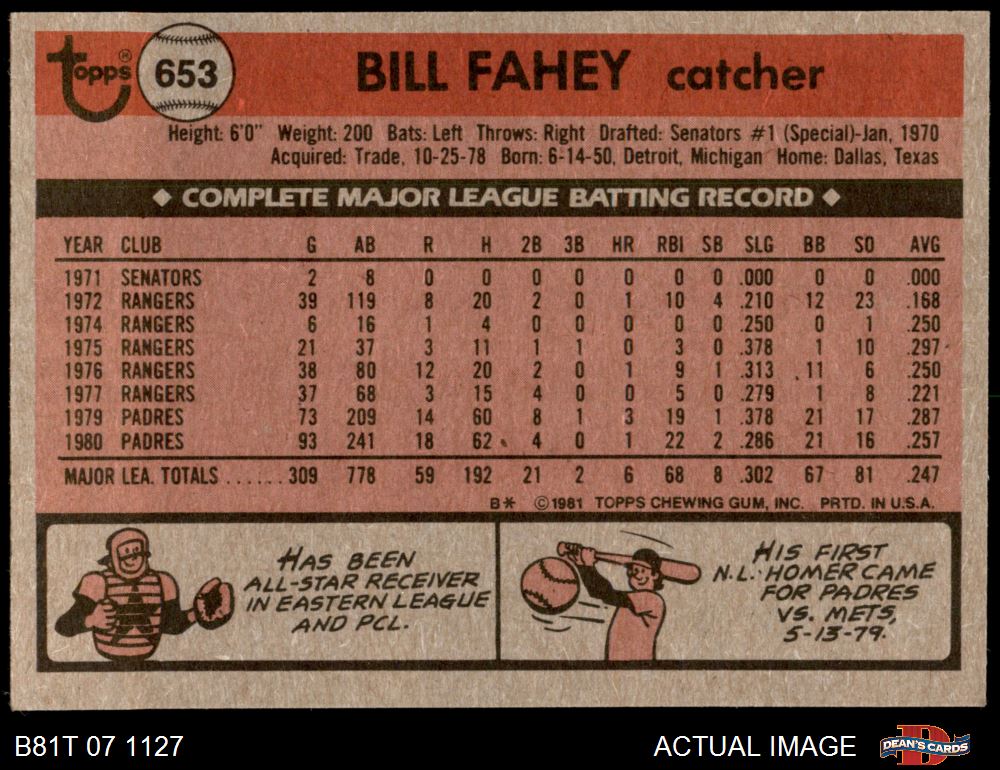 Topps® 653 BILL FAHEY catcher
Height: 6'0" Weight: 200 Bats: Left Throws: Right Drafted: Senators #1 (Special)-Jan, 1970
Acquired: Trade, 10-25-78 Born: 6-14-50, Detroit, Michigan Home: Dallas, Texas
◆ COMPLETE MAJOR LEAGUE BATTING RECORD ◆
YEAR CLUB G AB R H 2B 3B HR RBI SB SLG BB SO AVG
1971 SENATORS 2 8 0 0 0 0 0 0 0 .000 0 0 .000
1972 RANGERS 39 119 8 20 2 0 1 10 4 .210 12 23 .168
1974 RANGERS 6 16 1 4 0 0 0 0 0 .250 0 1 .250
1975 RANGERS 21 37 3 11 1 1 0 3 0 .378 1 10 .297
1976 RANGERS 38 80 12 20 2 0 1 9 1 .313 11 6 .250
1977 RANGERS 37 68 3 15 4 0 0 5 0 .279 1 8 .221
1979 PADRES 73 209 14 60 8 1 3 19 1 .378 21 17 .287
1980 PADRES 93 241 18 62 4 0 1 22 2 .286 21 16 .257
MAJOR LEA. TOTALS ...... 309 778 59 192 21 2 6 68 8 .302 67 81 .247
B* ©1981 TOPPS CHEWING GUM, INC. PRTD. IN U.S.A.
HAS BEEN
ALL-STAR RECEIVER
IN EASTERN LEAGUE
AND PCL.
HIS FIRST
N.L. HOMER CAME
FOR PADRES
VS. METS,
5-13-79.
B81T 07 1127 ACTUAL IMAGE D DEAN'S CARDS